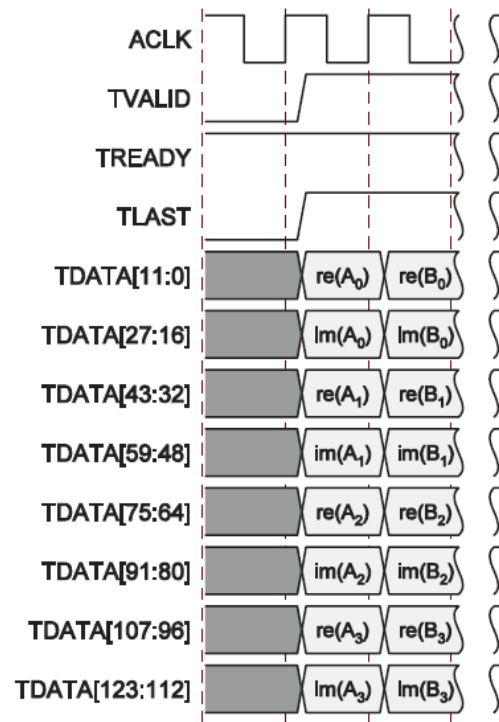 ACLK
TVALID
TREADY
TLAST
TDATA[11:0] re(A₀) re(B₀)
TDATA[27:16] Im(A₀) Im(B₀)
TDATA[43:32] re(A₁) re(B₁)
TDATA[59:48] im(A₁) im(B₁)
TDATA[75:64] re(A₂) re(B₂)
TDATA[91:80] im(A₂) im(B₂)
TDATA[107:96] re(A₃) re(B₃)
TDATA[123:112] Im(A₃) Im(B₃)